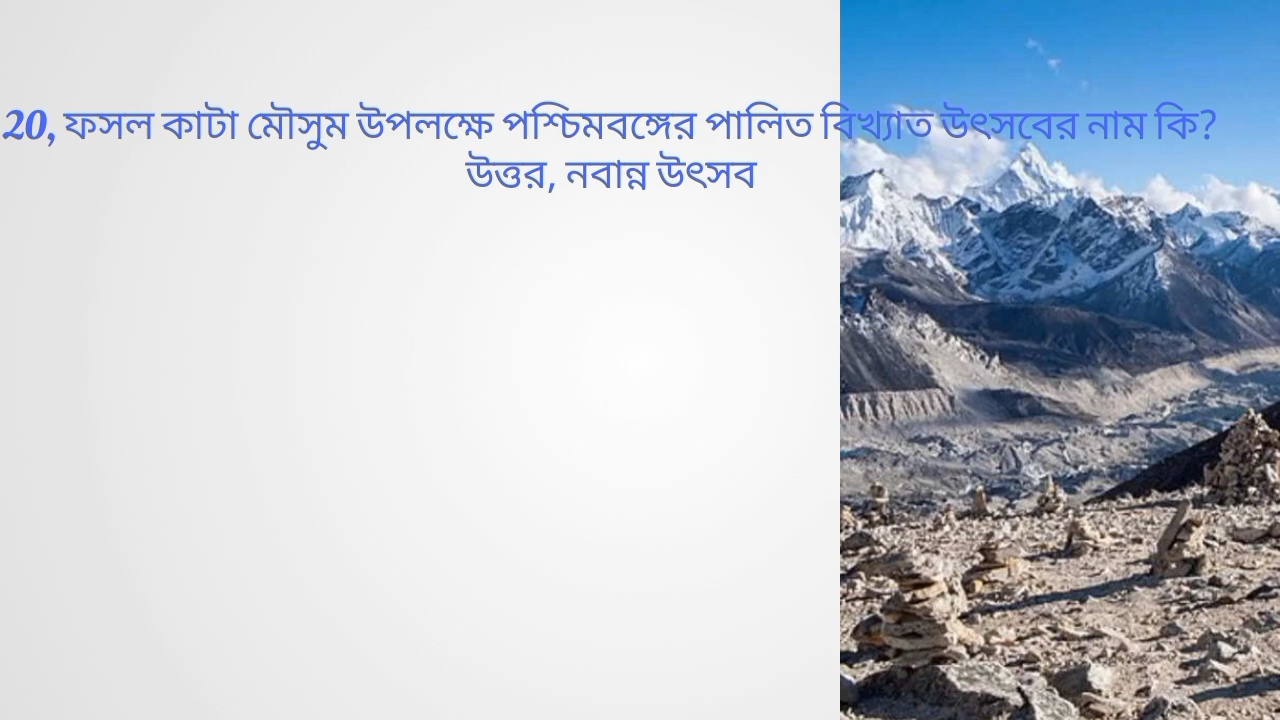 20, ফসল কাটা মৌসুম উপলক্ষে পশ্চিমবঙ্গের পালিত বিখ্যাত উৎসবের নাম কি?
উত্তর, নবান্ন উৎসব